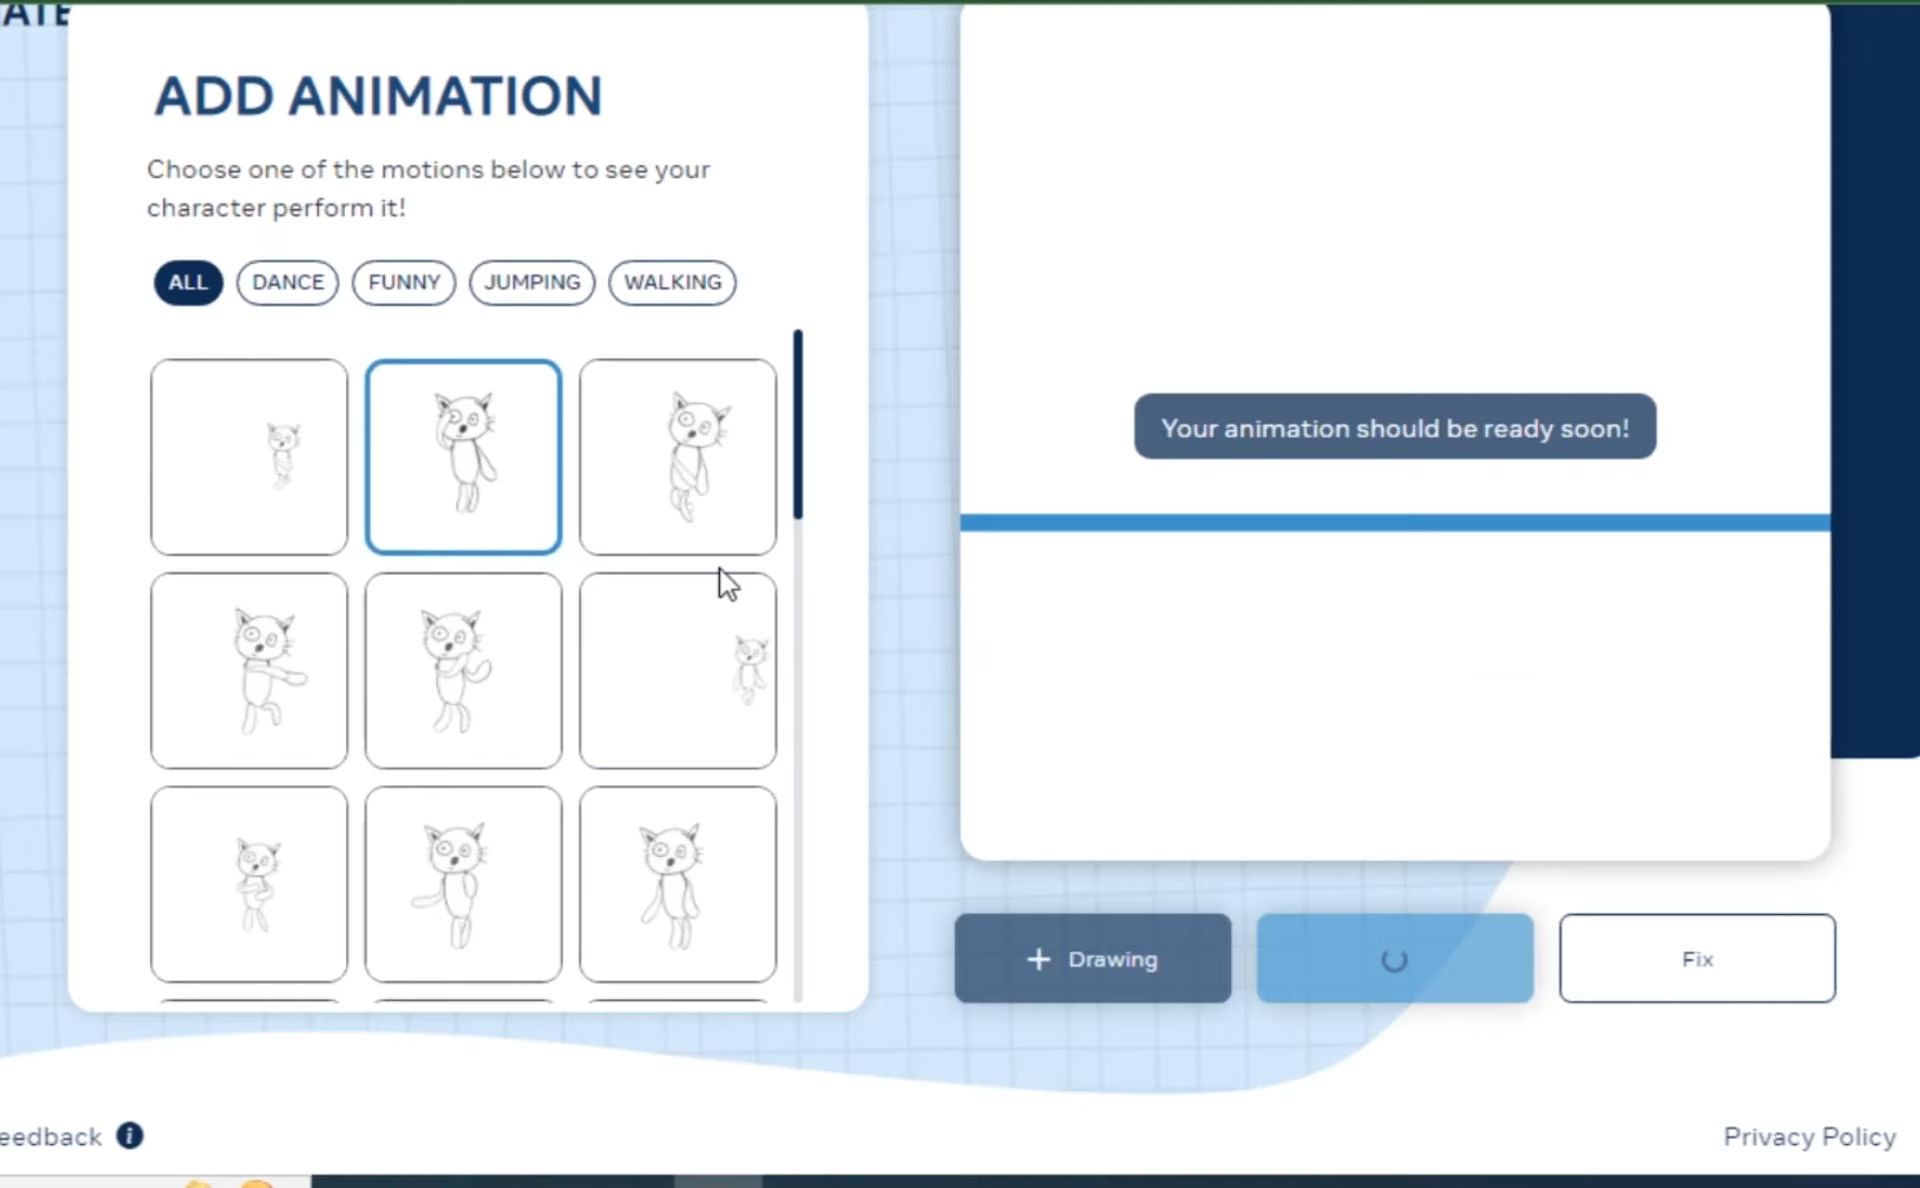 ADD ANIMATION
Choose one of the motions below to see your
character perform it!
ALL DANCE FUNNY JUMPING WALKING
Your animation should be ready soon!
+ Drawing
Fix
eedback i
Privacy Policy